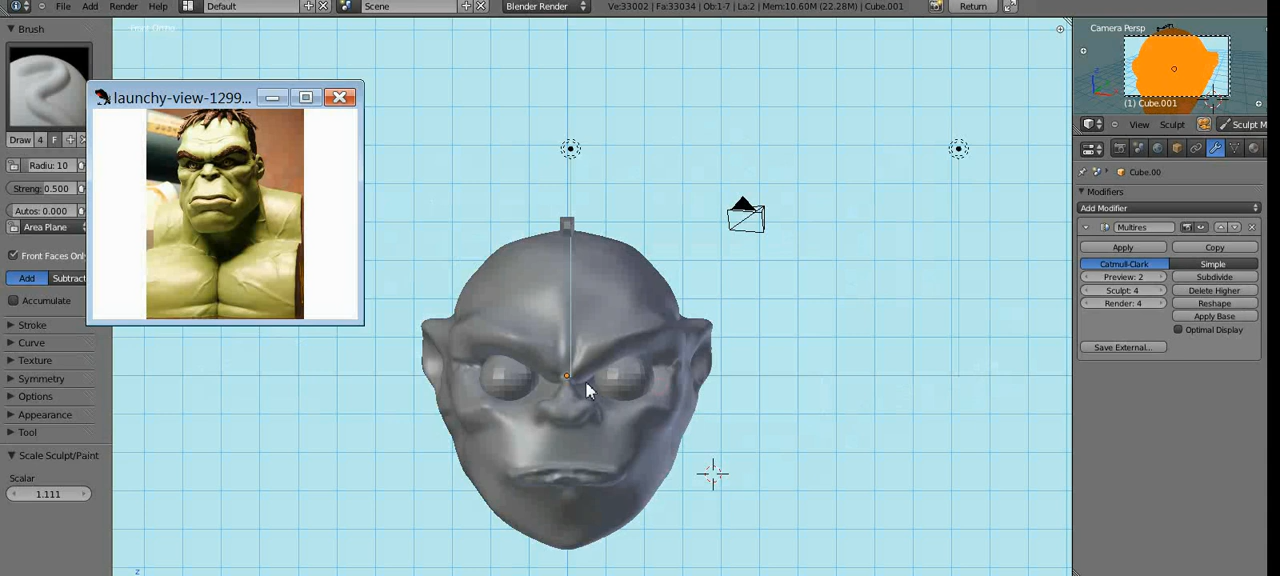 File Add Render Help Default Scene Blender Render Ve:33002 | Fa:33034 | Ob:1-7 | La:2 | Mem:10.60M (22.28M) | Cube.001 Return
Brush
launchy-view-1299...
Draw 4 F
Radiu: 10
Streng: 0.500
Autos: 0.000
Area Plane
Front Faces Only
Add Subtract
Accumulate
Stroke
Curve
Texture
Symmetry
Options
Appearance
Tool
Scale Sculpt/Paint
Scalar
1.111
z
Camera Persp
(1) Cube.001
View Sculpt Sculpt M
Cube.00
Modifiers
Add Modifier
Multires
Apply Copy
Catmull-Clark Simple
Preview: 2 Subdivide
Sculpt: 4 Delete Higher
Render: 4 Reshape
Apply Base
Optimal Display
Save External...